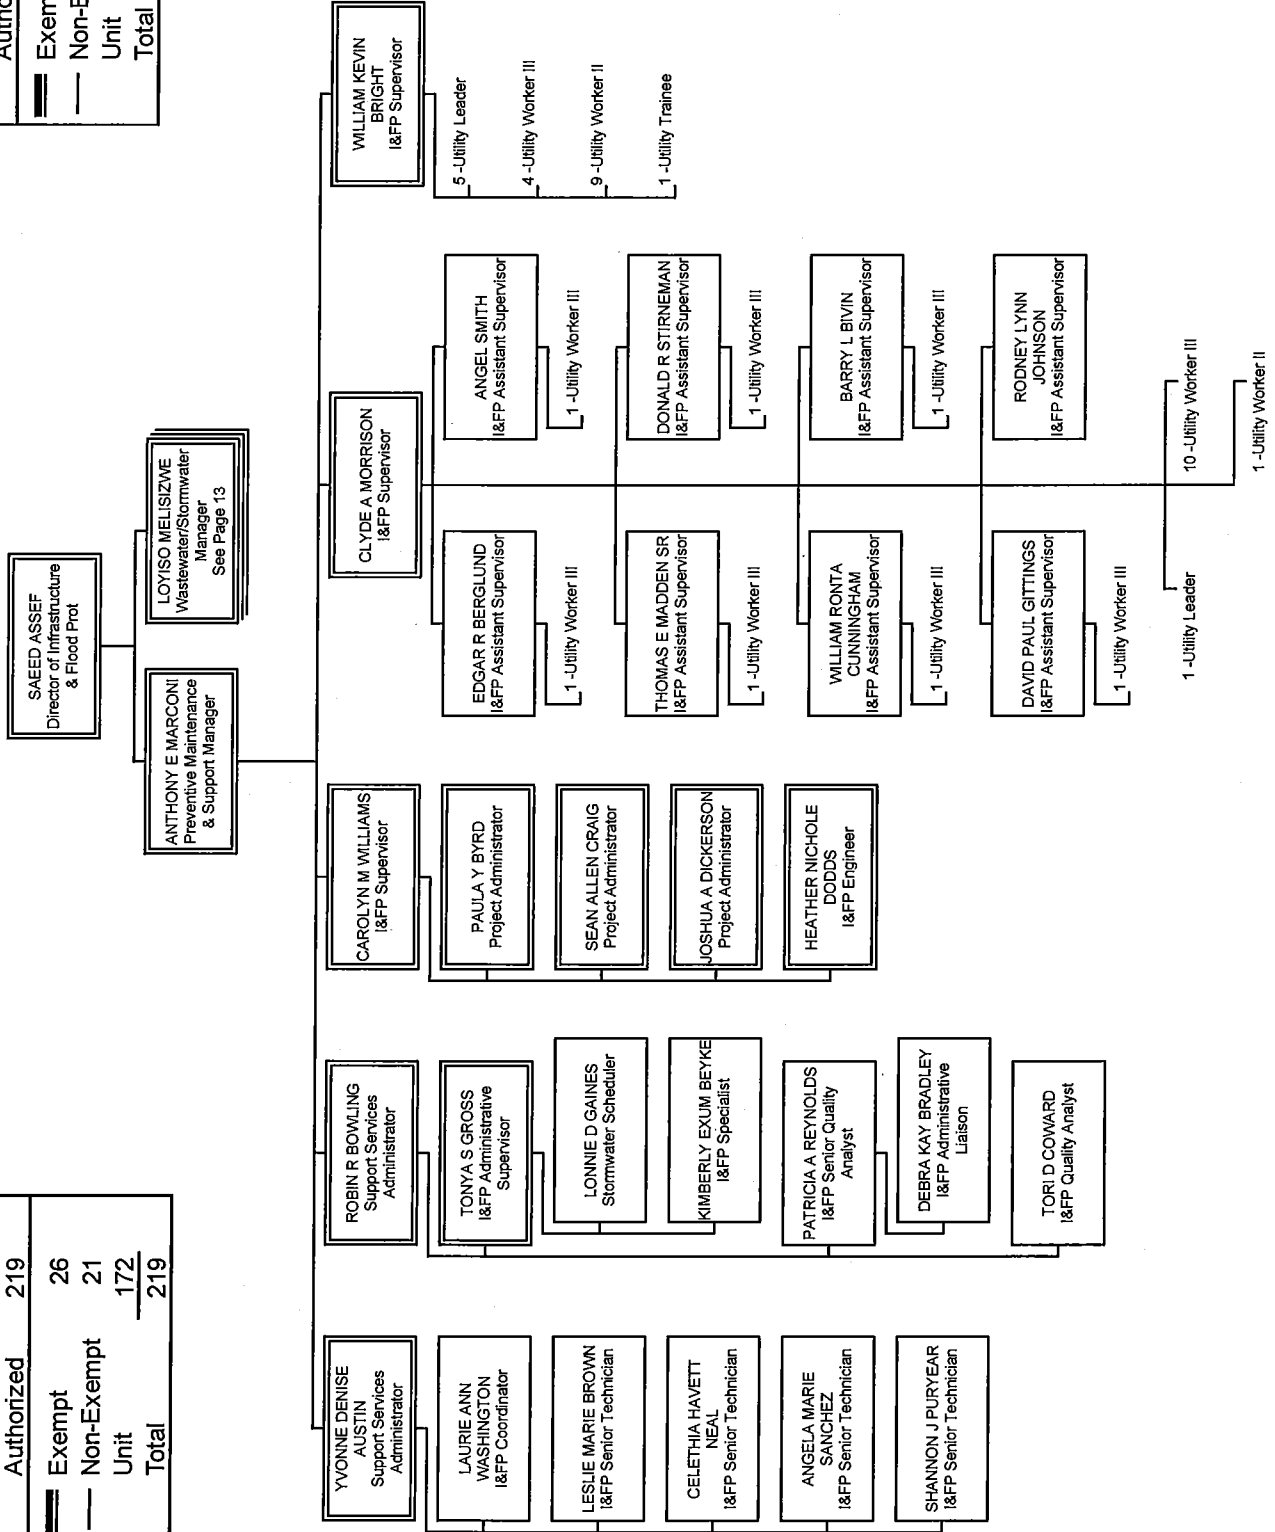 Authorized 219
Exempt 26
Non-Exempt 21
Unit 172
Total 219
Exem
Unit
Total
SAEED ASSEF
Director of Infrastructure
& Flood Prot
ANTHONY E MARCONI
Preventive Maintenance
& Support Manager
LOYISO MELISIZWE
Wastewater/Stormwater
Manager
See Page 13
YVONNE DENISE
AUSTIN
Support Services
Administrator
LAURIE ANN
WASHINGTON
I&FP Coordinator
LESLIE MARIE BROWN
I&FP Senior Technician
CELETHIA HAVETT
NEAL
I&FP Senior Technician
ANGELA MARIE
SANCHEZ
I&FP Senior Technician
SHANNON J PURYEAR
I&FP Senior Technician
ROBIN R BOWLING
Support Services
Administrator
TONYA S GROSS
I&FP Administrative
Supervisor
LONNIE D GAINES
Stormwater Scheduler
KIMBERLY EXUM BEYKE
I&FP Specialist
PATRICIA A REYNOLDS
I&FP Senior Quality
Analyst
DEBRA KAY BRADLEY
I&FP Administrative
Liaison
TORI D COWARD
I&FP Quality Analyst
CAROLYN M WILLIAMS
I&FP Supervisor
PAULA Y BYRD
Project Administrator
SEAN ALLEN CRAIG
Project Administrator
JOSHUA A DICKERSON
Project Administrator
HEATHER NICHOLE
DODDS
I&FP Engineer
CLYDE A MORRISON
I&FP Supervisor
EDGAR R BERGLUND
I&FP Assistant Supervisor
1 -Utility Worker III
ANGEL SMITH
I&FP Assistant Supervisor
1 -Utility Worker III
THOMAS E MADDEN SR
I&FP Assistant Supervisor
1 -Utility Worker III
DONALD R STIRNEMAN
I&FP Assistant Supervisor
1 -Utility Worker III
WILLIAM RONTA
CUNNINGHAM
I&FP Assistant Supervisor
1 -Utility Worker III
BARRY L BIVIN
I&FP Assistant Supervisor
1 -Utility Worker III
DAVID PAUL GITTINGS
I&FP Assistant Supervisor
1 -Utility Worker III
RODNEY LYNN
JOHNSON
I&FP Assistant Supervisor
1 -Utility Leader
10 -Utility Worker III
1 -Utility Worker II
WILLIAM KEVIN
BRIGHT
I&FP Supervisor
5 -Utility Leader
4 -Utility Worker III
9 -Utility Worker II
1 -Utility Trainee